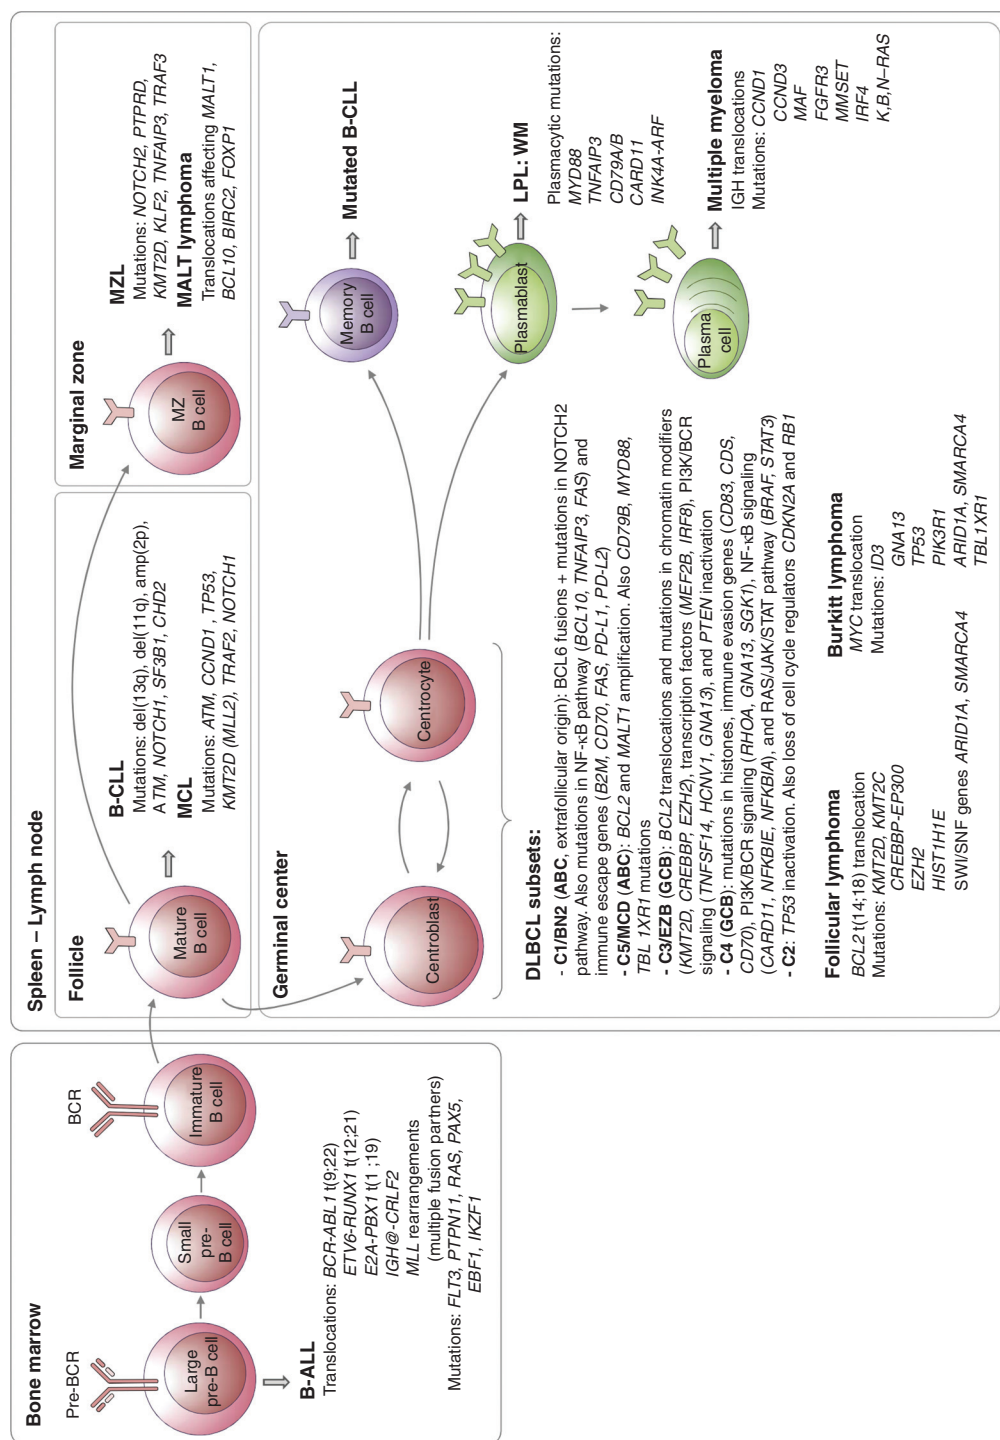 Bone marrow
Pre-BCR
BCR
Large
pre-B cell
Small
pre-
B cell
Immature
B cell
B-ALL
Translocations: BCR-ABL1 t(9;22)
ETV6-RUNX1 t(12;21)
E2A-PBX1 t(1 ;19)
IGH@-CRLF2
MLL rearrangements
(multiple fusion partners)
Mutations: FLT3, PTPN11, RAS, PAX5,
EBF1, IKZF1
Spleen – Lymph node
Follicle
Mature
B cell
B-CLL
Mutations: del(13q), del(11q), amp(2p),
A TM, NOTCH1, SF3B1, CHD2
MCL
Mutations: ATM, CCND1 , TP53,
KMT2D (MLL2), TRAF2, NOTCH1
Marginal zone
MZ
B cell
MZL
Mutations: NOTCH2, PTPRD,
KMT2D, KLF2, TNFAIP3, TRAF3
MALT lymphoma
Translocations affecting MALT1,
BCL10, BIRC2, FOXP1
Germinal center
Centroblast
Centrocyte
Memory
B cell
Mutated B-CLL
Plasmablast
LPL: WM
Plasmacytic mutations:
MYD88
TNFAIP3
CD79A/B
CARD11
INK4A-ARF
Plasma
cell
Multiple myeloma
IGH translocations
Mutations: CCND1
CCND3
MAF
FGFR3
MMSET
IRF4
K,B,N–RAS
DLBCL subsets:
- C1/BN2 (ABC, extrafollicular origin): BCL6 fusions + mutations in NOTCH2
pathway. Also mutations in NF-κB pathway (BCL10, TNFAIP3, FAS) and
immune escape genes (B2M, CD70, FAS, PD-L1, PD-L2)
- C5/MCD (ABC): BCL2 and MALT1 amplification. Also CD79B, MYD88,
TBL 1XR1 mutations
- C3/EZB (GCB): BCL2 translocations and mutations in chromatin modifiers
(KMT2D, CREBBP, EZH2), transcription factors (MEF2B, IRF8), PI3K/BCR
signaling (TNFSF14, HCNV1, GNA13), and PTEN inactivation
- C4 (GCB): mutations in histones, immune evasion genes (CD83, CDS,
CD70), PI3K/BCR signaling (RHOA, GNA13, SGK1), NF-κB signaling
(CARD11, NFKBIE, NFKBIA), and RAS/JAK/STAT pathway (BRAF, STAT3)
- C2: TP53 inactivation. Also loss of cell cycle regulators CDKN2A and RB1
Follicular lymphoma
BCL2 t(14;18) translocation
Mutations: KMT2D, KMT2C
CREBBP-EP300
EZH2
HIST1H1E
SWI/SNF genes ARID1A, SMARCA4
Burkitt lymphoma
MYC translocation
Mutations: ID3
GNA13
TP53
PIK3R1
ARID1A, SMARCA4
TBL1XR1